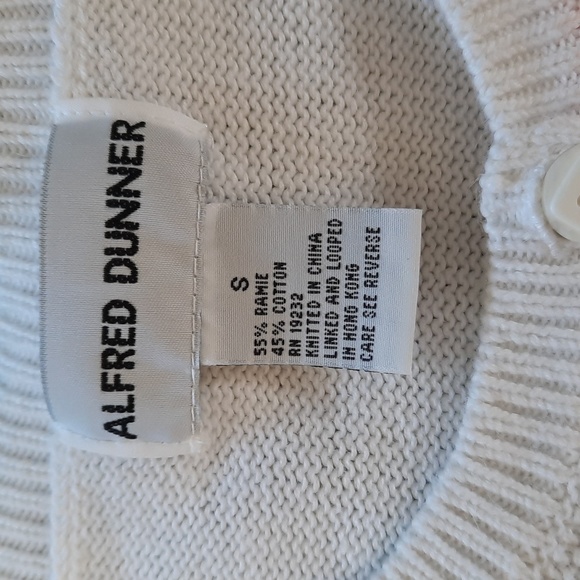 ALFRED DUNNER
S
55% RAMIE
45% COTTON
RN 19232
KNITTED IN CHINA
LINKED AND LOOPED
IN HONG KONG
CARE SEE REVERSE